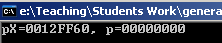 e:\Teaching\Students Work\genera
pX=0012FF60, p=00000000